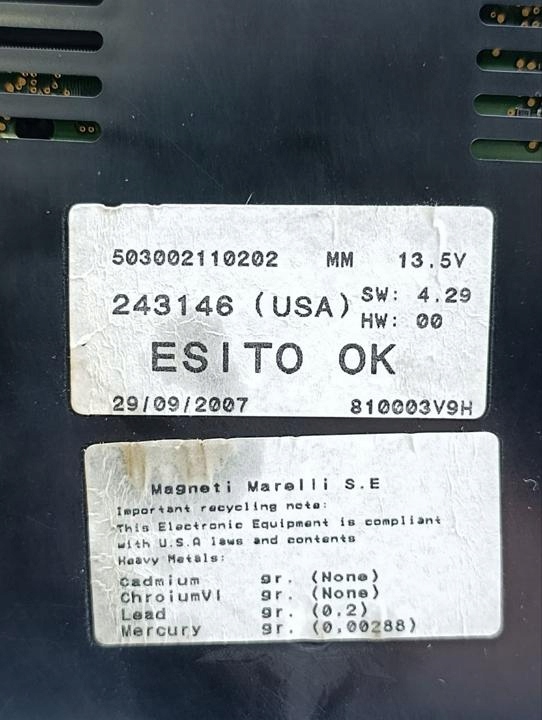 503002110202 MM 13.5V
243146 (USA) SW: 4.29
HW: 00
ESITO OK
29/09/2007 810003V9H
Magneti Marelli S.E
Important recycling note:
This Electronic Equipment is compliant
with U.S.A laws and contents
Heavy Metals:
Cadmium gr. (None)
ChroiumVI gr. (None)
Lead gr. (0,2)
Mercury gr. (0,00288)